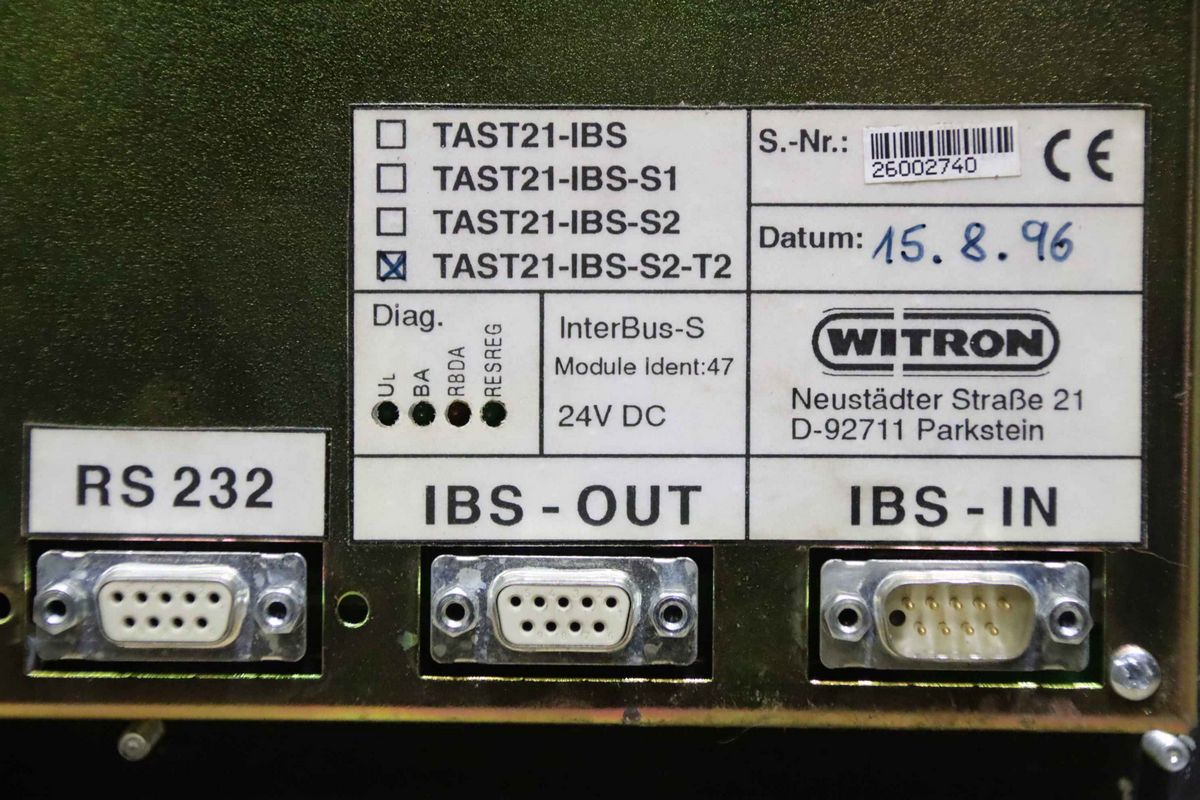 TAST21-IBS
TAST21-IBS-S1
TAST21-IBS-S2
TAST21-IBS-S2-T2
S.-Nr.:
26002740
CE
Datum: 15.8.96
Diag.
UL
BA
RBDA
RESREG
InterBus-S
Module ident:47
24V DC
WITRON
Neustädter Straße 21
D-92711 Parkstein
RS 232
IBS - OUT
IBS - IN